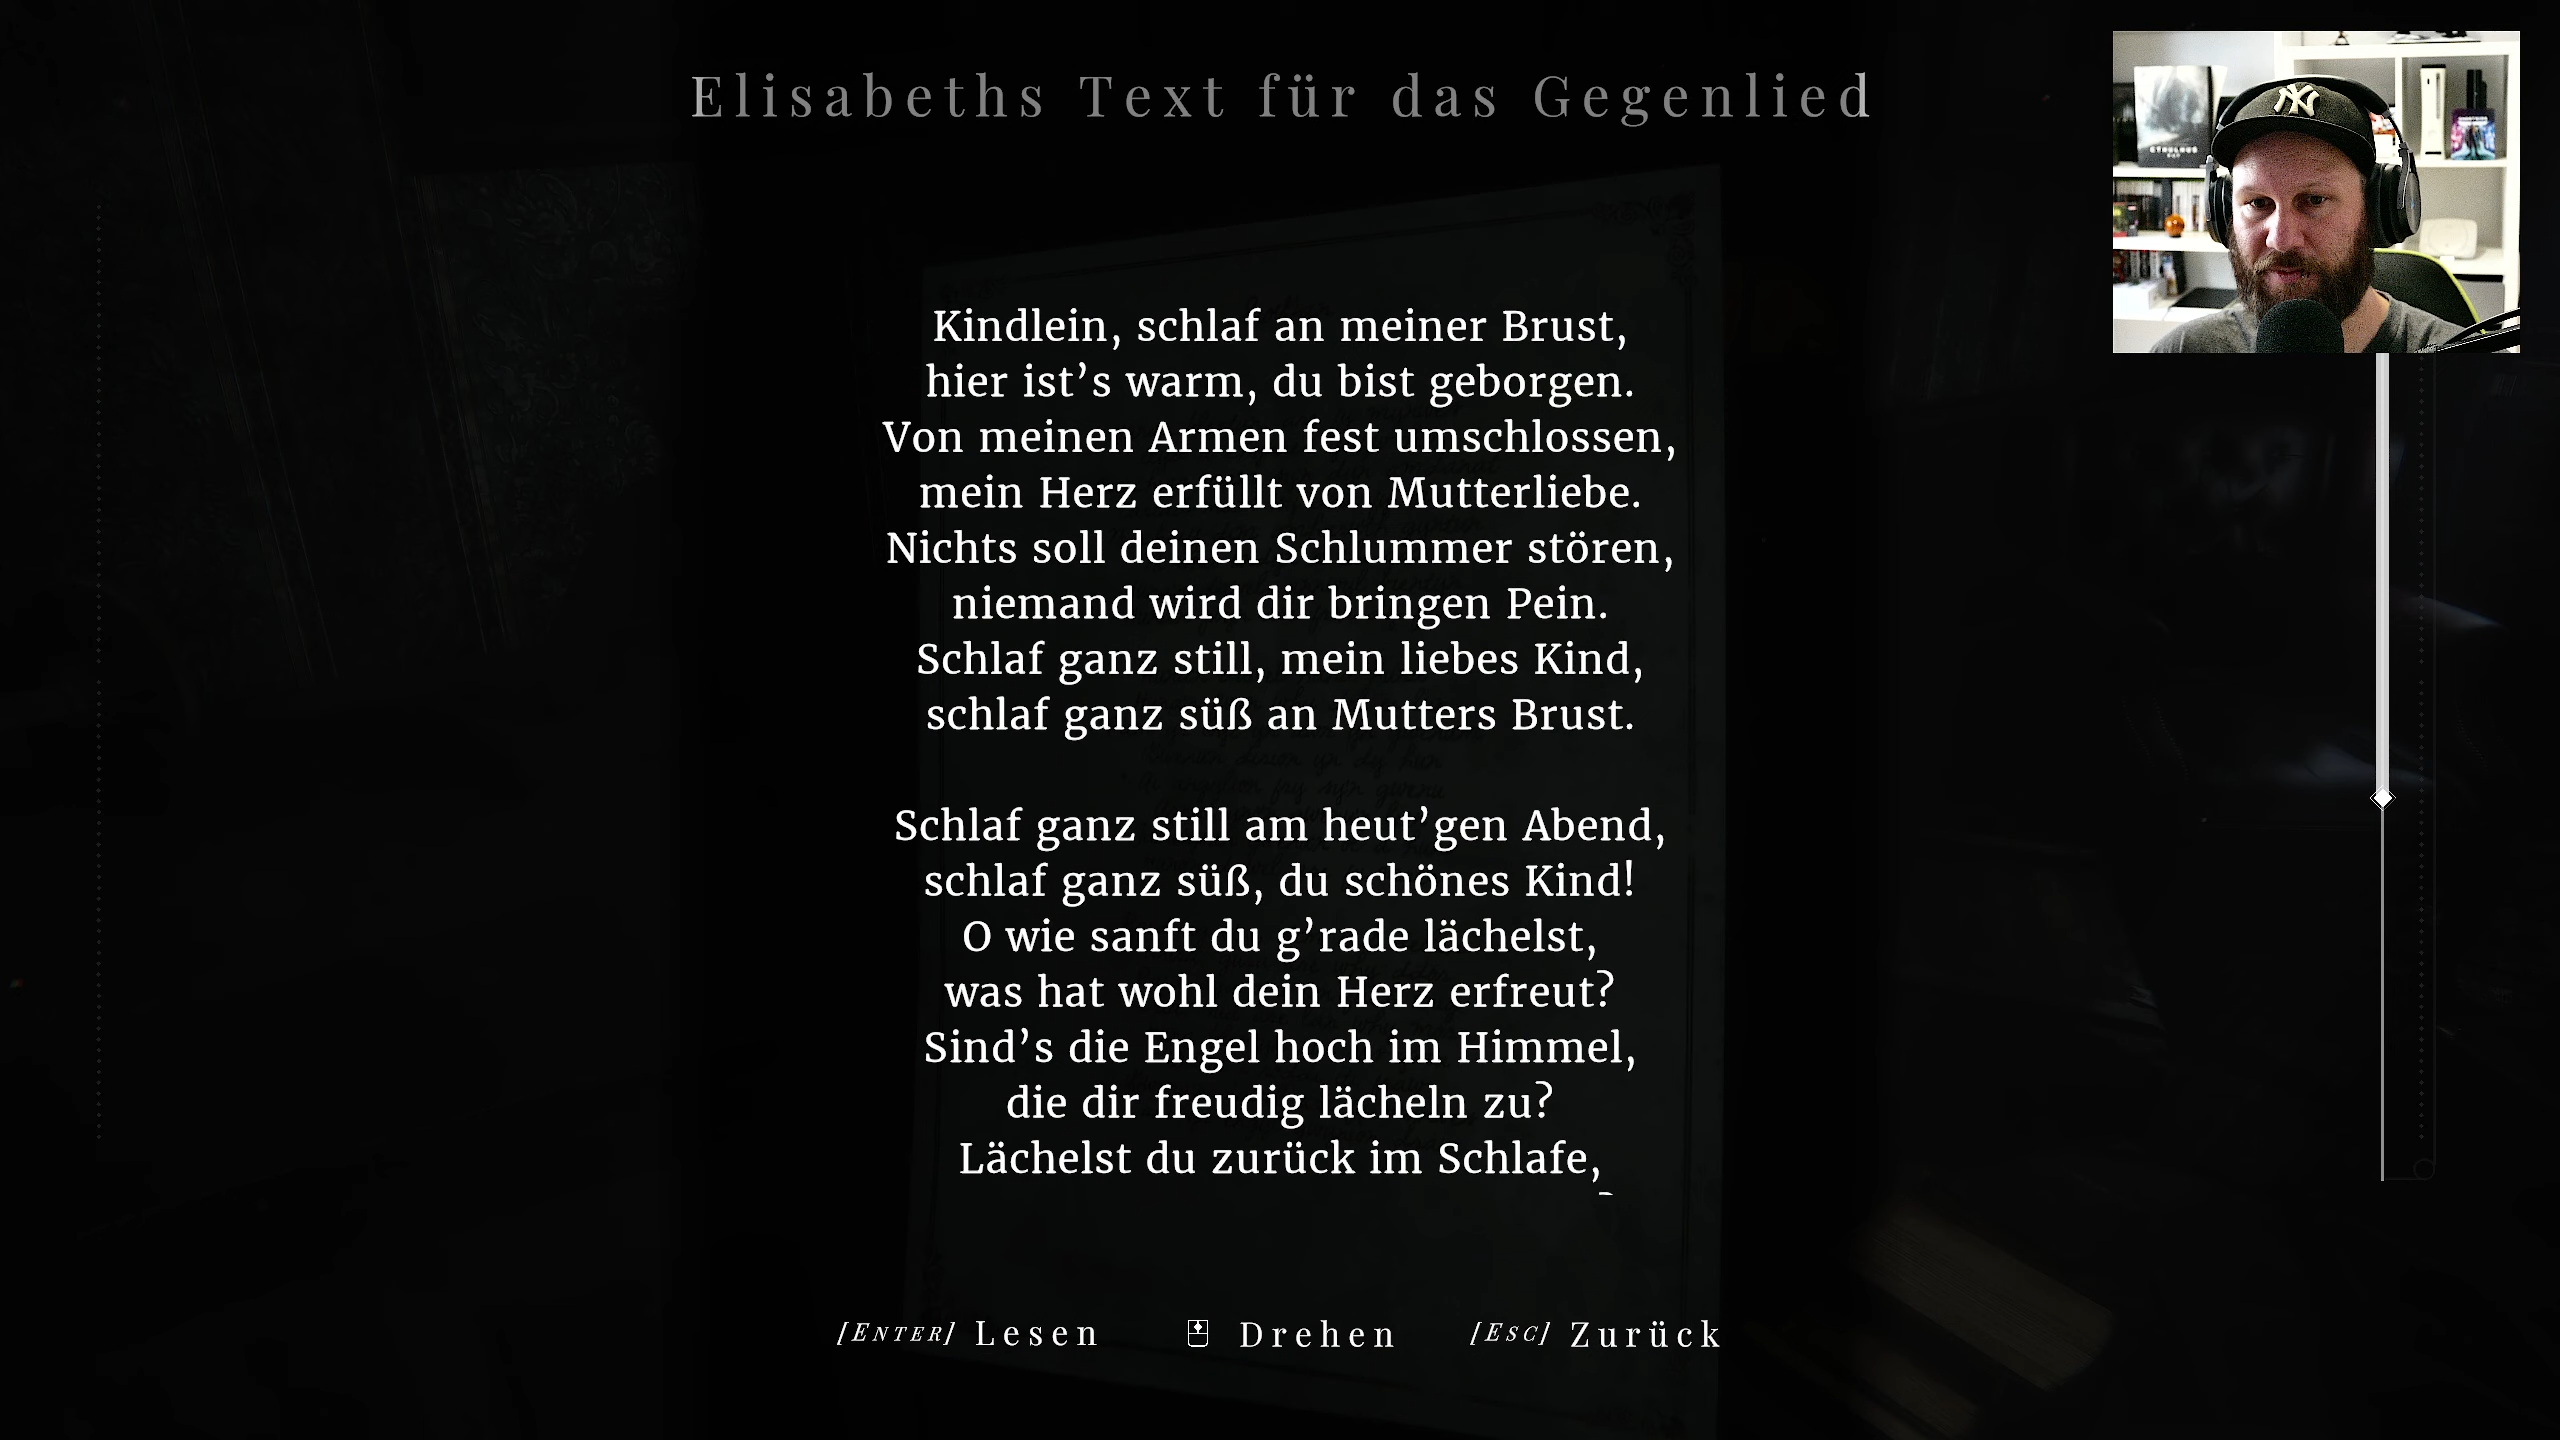 Elisabeths Text für das Gegenlied
CTHULHUS
Kindlein, schlaf an meiner Brust,
hier ist’s warm, du bist geborgen.
Von meinen Armen fest umschlossen,
mein Herz erfüllt von Mutterliebe.
Nichts soll deinen Schlummer stören,
niemand wird dir bringen Pein.
Schlaf ganz still, mein liebes Kind,
schlaf ganz süß an Mutters Brust.
Schlaf ganz still am heut’gen Abend,
schlaf ganz süß, du schönes Kind!
O wie sanft du g’rade lächelst,
was hat wohl dein Herz erfreut?
Sind’s die Engel hoch im Himmel,
die dir freudig lächeln zu?
Lächelst du zurück im Schlafe,
[ENTER] Lesen Drehen [ESC] Zurück